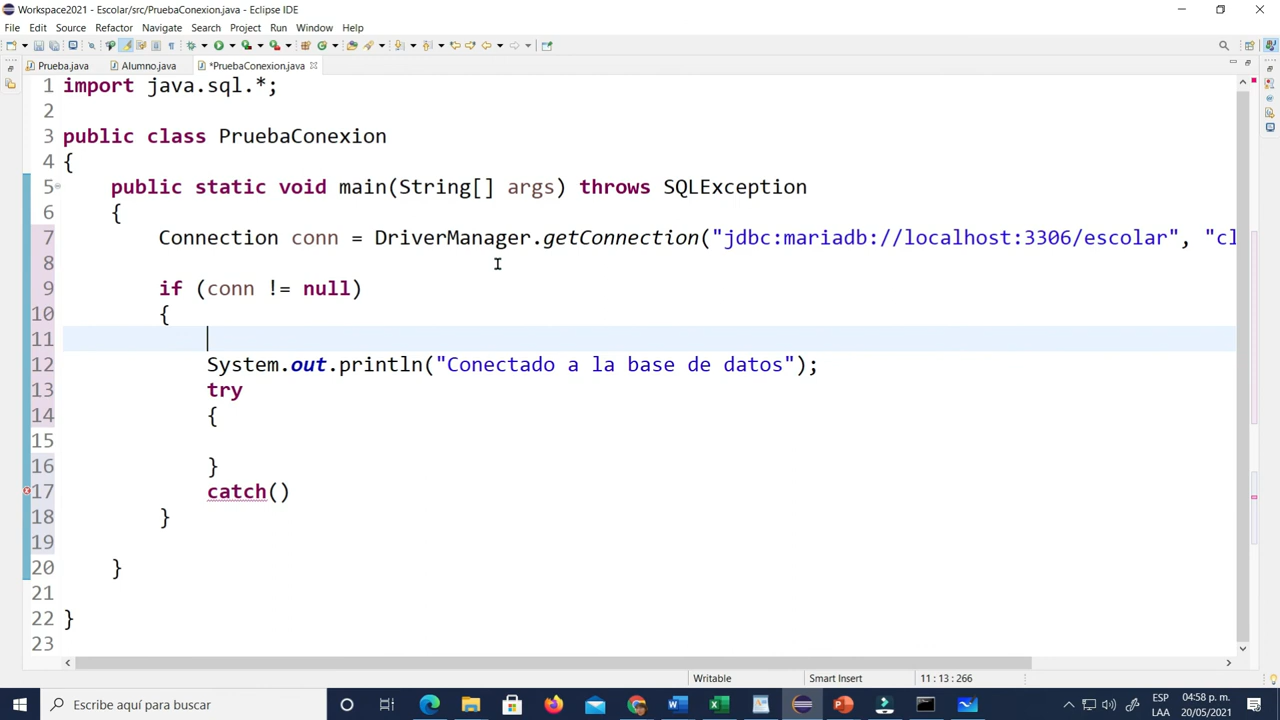 Workspace2021 - Escolar/src/PruebaConexion.java - Eclipse IDE
File Edit Source Refactor Navigate Search Project Run Window Help
Prueba.java Alumno.java *PruebaConexion.java
1 import java.sql.*;
2
3 public class PruebaConexion
4 {
5 public static void main(String[] args) throws SQLException
6 {
7 Connection conn = DriverManager.getConnection("jdbc:mariadb://localhost:3306/escolar", "cl
8
9 if (conn != null)
10 {
11
12 System.out.println("Conectado a la base de datos");
13 try
14 {
15
16 }
17 catch()
18 }
19
20 }
21
22 }
23
Writable Smart Insert 11 : 13 : 266
Escribe aquí para buscar
ESP 04:58 p. m.
LAA 20/05/2021